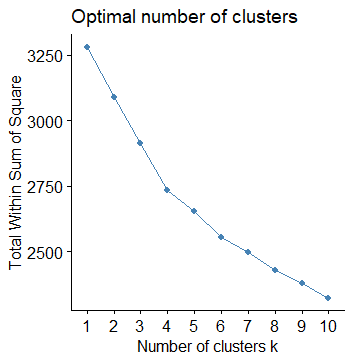 Optimal number of clusters
Total Within Sum of Square
3250
3000
2750
2500
1 2 3 4 5 6 7 8 9 10
Number of clusters k